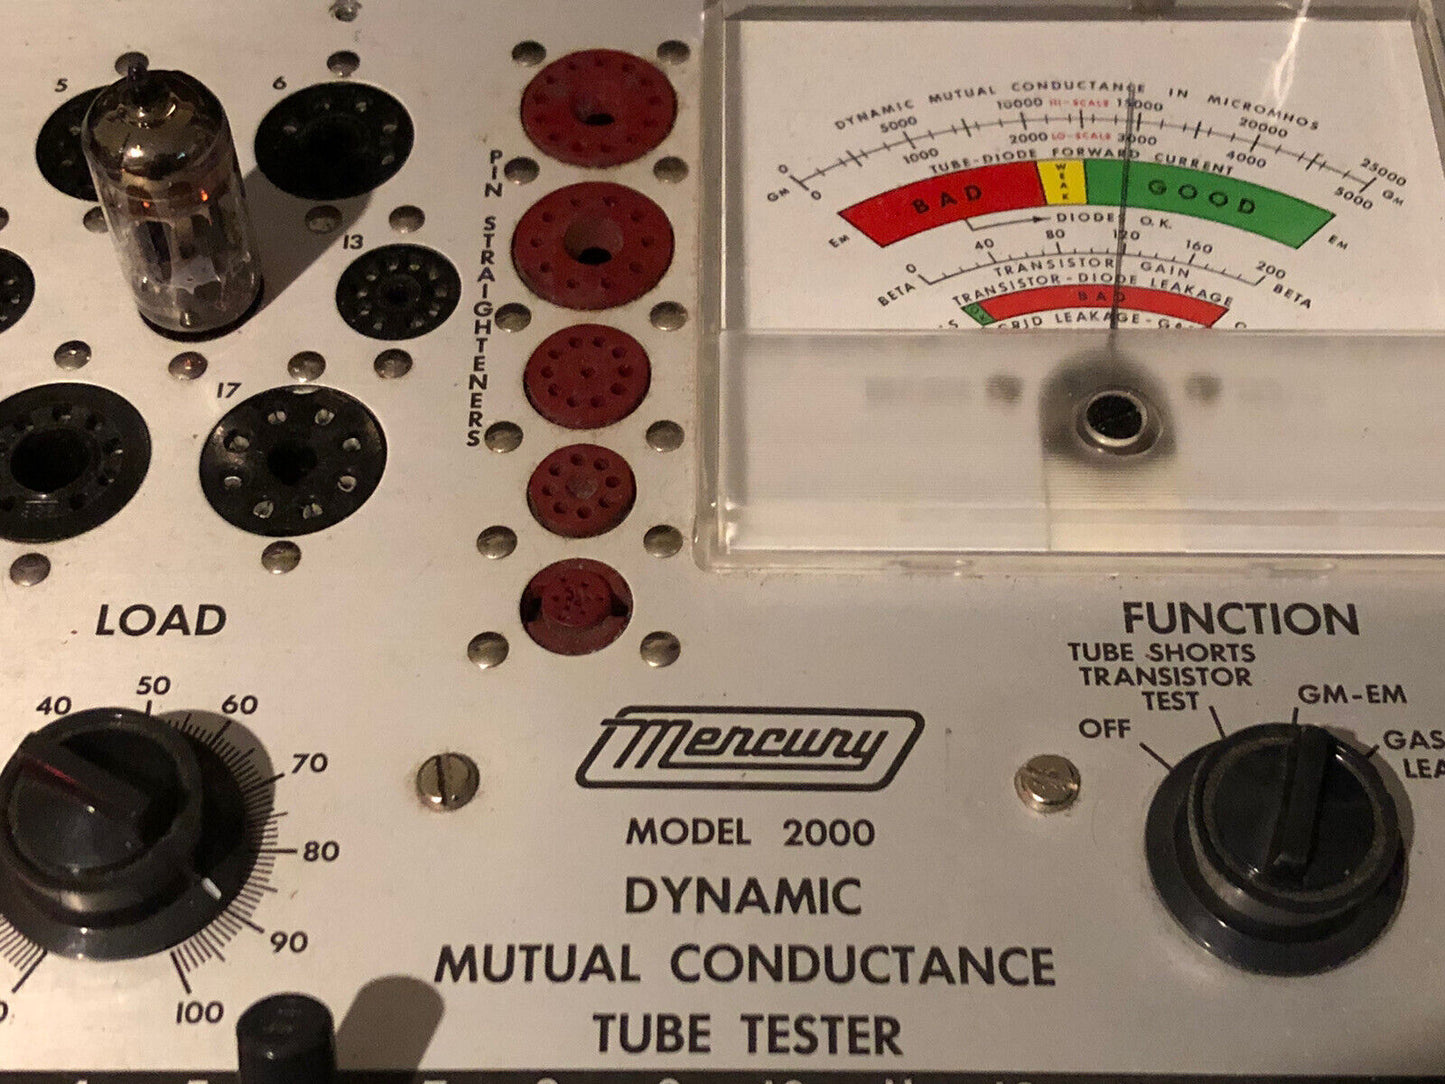 5
6
13
17
PIN STRAIGHTENERS
DYNAMIC MUTUAL CONDUCTANCE IN MICROMHOS
0 5000 10000 HI-SCALE 15000 20000 25000
GM 0 1000 2000 LO-SCALE 3000 4000 5000 GM
TUBE-DIODE FORWARD CURRENT
BAD WEAK GOOD
EM DIODE O.K. EM
0 40 80 120 160 200
BETA TRANSISTOR GAIN BETA
TRANSISTOR-DIODE LEAKAGE
BAD
LEAKAGE-
LOAD
40 50 60 70 80 90 100
FUNCTION
TUBE SHORTS
TRANSISTOR
TEST
OFF
GM-EM
GAS
LEA
Mercury
MODEL 2000
DYNAMIC
MUTUAL CONDUCTANCE
TUBE TESTER